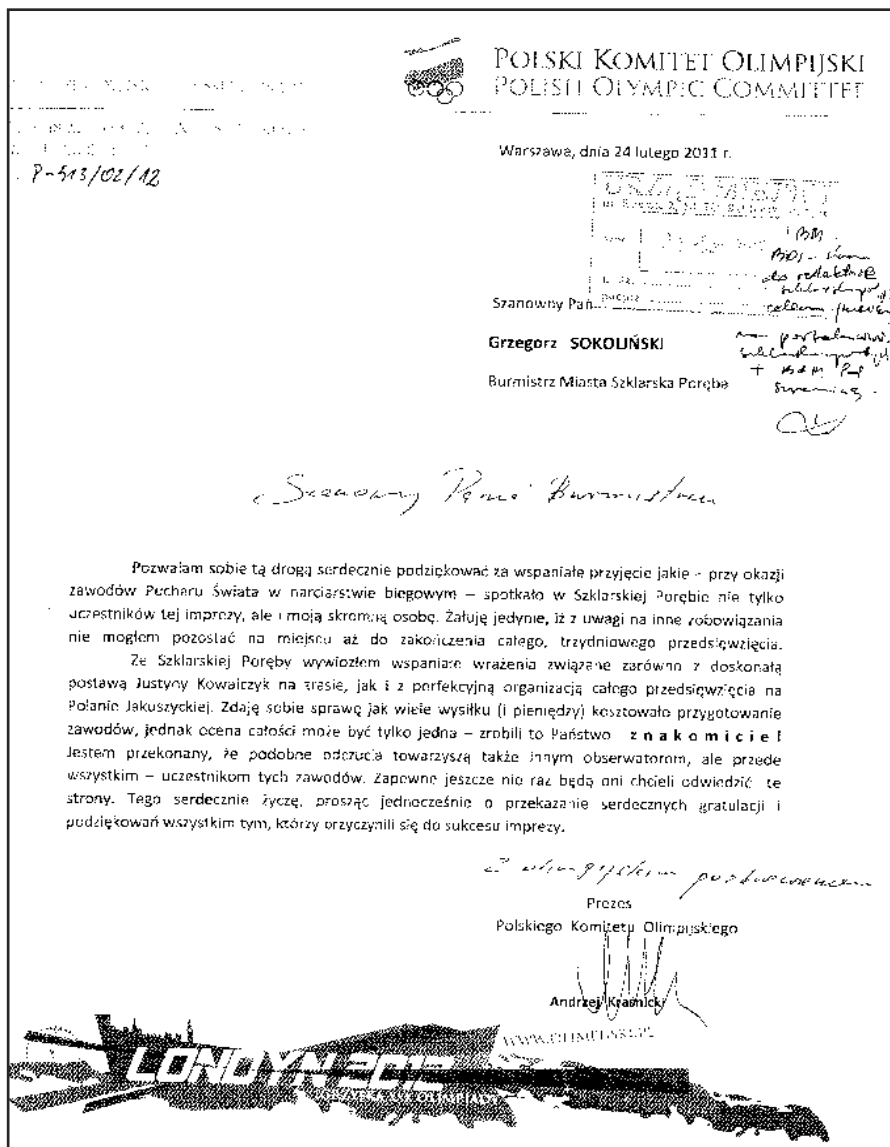 POLSKI KOMITET OLIMPIJSKI
POLISH OLYMPIC COMMITTEE
P-513/02/12
Warszawa, dnia 24 lutego 2011 r.
Szanowny Pan
Grzegorz SOKOLIŃSKI
Burmistrz Miasta Szklarska Poręba
Szanowny Panie Burmistrzu
Pozwalam sobie tą drogą serdecznie podziękować za wspaniałe przyjęcie jakie – przy okazji
zawodów Pucharu Świata w narciarstwie biegowym – spotkało w Szklarskiej Porębie nie tylko
uczestników tej imprezy, ale i moją skromną osobę. Żałuję jedynie, iż z uwagi na inne zobowiązania
nie mogłem pozostać na miejscu aż do zakończenia całego, trzydniowego przedsięwzięcia.
Ze Szklarskiej Poręby wywiozłem wspaniałe wrażenia związane zarówno z doskonałą
postawą Justyny Kowalczyk na trasie, jak i z perfekcyjną organizacją całego przedsięwzięcia na
Polanie Jakuszyckiej. Zdaję sobie sprawę jak wiele wysiłku (i pieniędzy) kosztowało przygotowanie
zawodów, jednak ocena całości może być tylko jedna – zrobili to Państwo z n a k o m i c i e !
Jestem przekonany, że podobne odczucia towarzyszą także innym obserwatorom, ale przede
wszystkim – uczestnikom tych zawodów. Zapewne jeszcze nie raz będą oni chcieli odwiedzić te
strony. Tego serdecznie życzę, prosząc jednocześnie o przekazanie serdecznych gratulacji i
podziękowań wszystkim tym, którzy przyczynili się do sukcesu imprezy.
Z olimpijskim pozdrowieniem
Prezes
Polskiego Komitetu Olimpijskiego
Andrzej Kraśnicki
WWW.OLIMPIJSKI.PL
LONDYN 2012